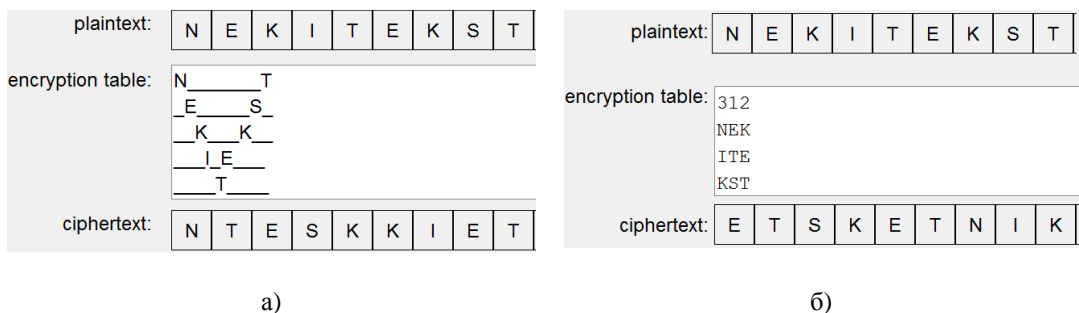 plaintext: N E K I T E K S T
encryption table:
N_______T
_E_____S_
__K___K__
___I_E___
____T____
ciphertext: N T E S K K I E T
а)
plaintext: N E K I T E K S T
encryption table:
312
NEK
ITE
KST
ciphertext: E T S K E T N I K
б)